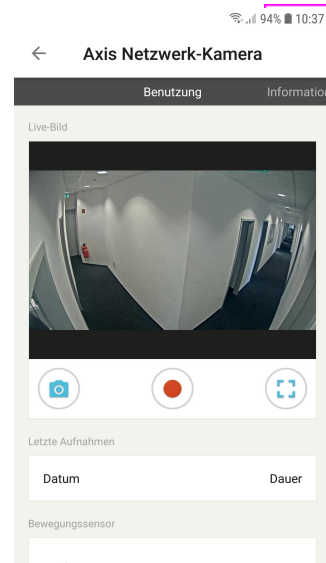 94% 10:37
Axis Netzwerk-Kamera
Benutzung Information
Live-Bild
Letzte Aufnahmen
Datum Dauer
Bewegungssensor